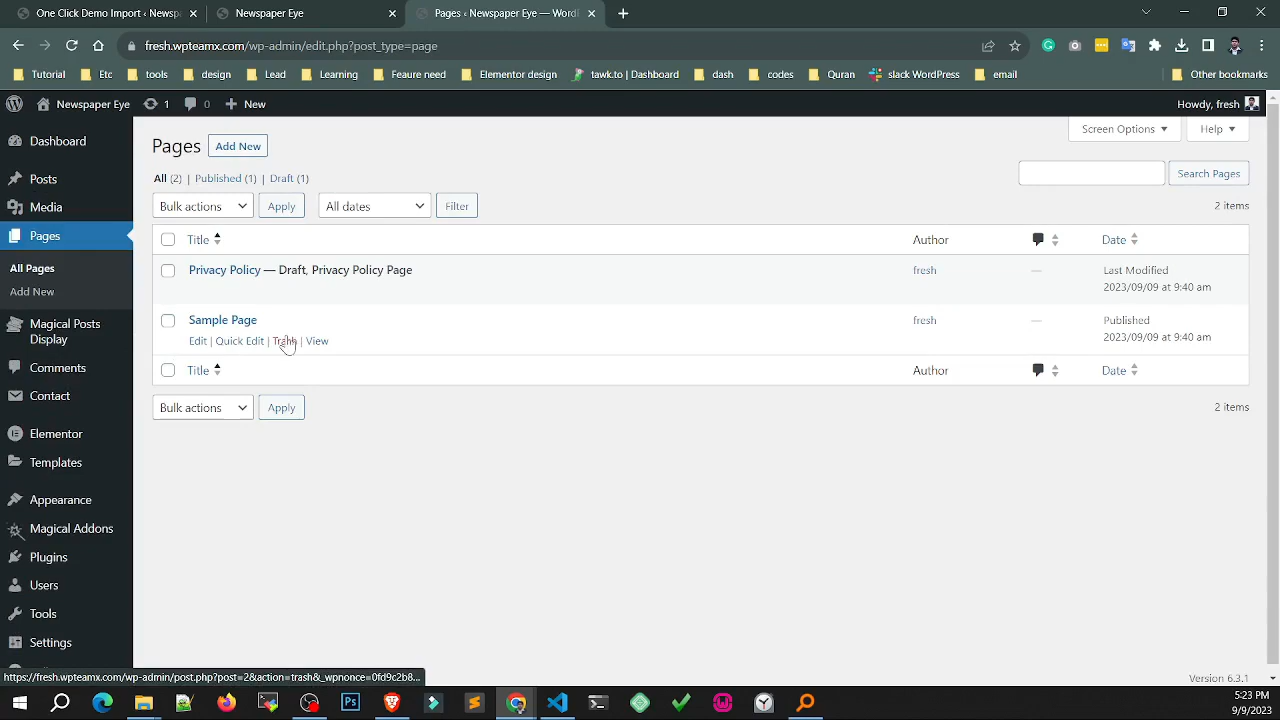 One Click Demo Import ‹ Newsp
Newspaper Eye
Pages ‹ Newspaper Eye — Word
fresh.wpteamx.com/wp-admin/edit.php?post_type=page
Tutorial
Etc
tools
design
Lead
Learning
Feaure need
Elementor design
tawk.to | Dashboard
dash
codes
Quran
slack WordPress
email
Other bookmarks
Newspaper Eye
1
0
New
Howdy, fresh
Dashboard
Posts
Media
Pages
All Pages
Add New
Magical Posts
Display
Comments
Contact
Elementor
Templates
Appearance
Magical Addons
Plugins
Users
Tools
Settings
Pages
Add New
Screen Options
Help
All (2) | Published (1) | Draft (1)
Search Pages
Bulk actions
Apply
All dates
Filter
2 items
Title
Author
Date
Privacy Policy — Draft, Privacy Policy Page
fresh
—
Last Modified
2023/09/09 at 9:40 am
Sample Page
Edit | Quick Edit | Trash | View
fresh
—
Published
2023/09/09 at 9:40 am
Title
Author
Date
Bulk actions
Apply
2 items
https://fresh.wpteamx.com/wp-admin/post.php?post=2&action=trash&_wpnonce=0fd9c2b8...
Version 6.3.1
Ps
5:23 PM
9/9/2023